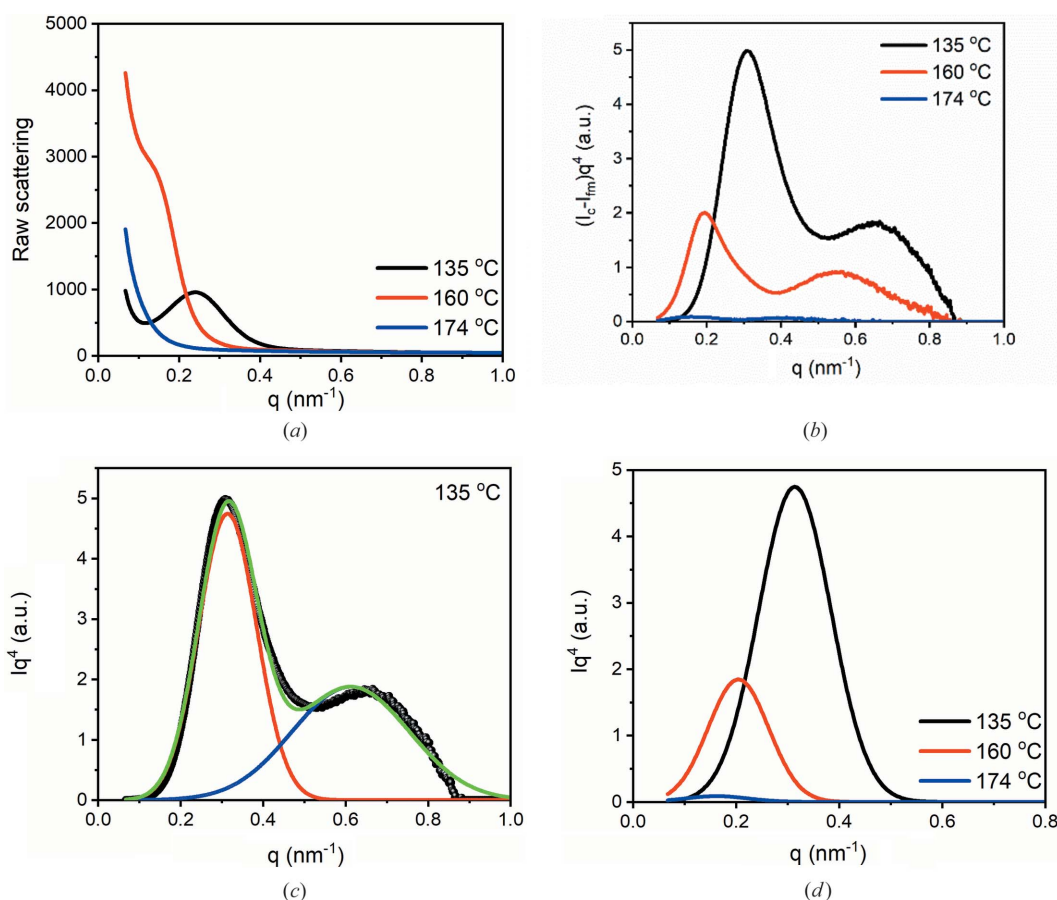 5000
4000
3000
2000
1000
0
Raw scattering
135 °C
160 °C
174 °C
0.0 0.2 0.4 0.6 0.8 1.0
q (nm⁻¹)
(a)
5
4
3
2
1
0
(I_c-I_fm)q⁴ (a.u.)
135 °C
160 °C
174 °C
0.0 0.2 0.4 0.6 0.8 1.0
q (nm⁻¹)
(b)
135 °C
5
4
3
2
1
0
Iq⁴ (a.u.)
0.0 0.2 0.4 0.6 0.8 1.0
q (nm⁻¹)
(c)
5
4
3
2
1
0
Iq⁴ (a.u.)
135 °C
160 °C
174 °C
0.0 0.2 0.4 0.6 0.8
q (nm⁻¹)
(d)